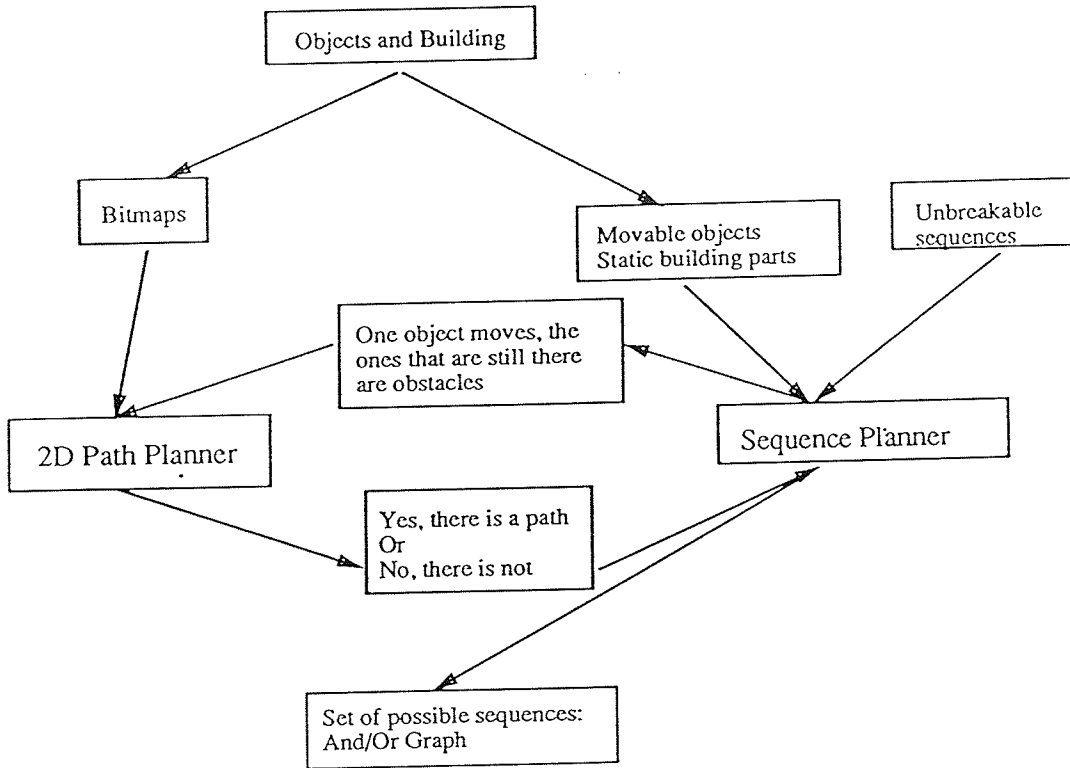 Objects and Building
Bitmaps
Movable objects
Static building parts
Unbreakable
sequences
One object moves, the
ones that are still there
are obstacles
2D Path Planner
Sequence Planner
Yes, there is a path
Or
No, there is not
Set of possible sequences:
And/Or Graph